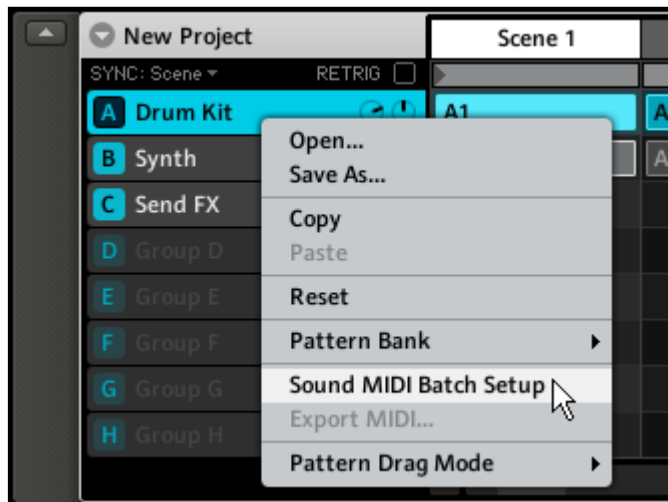 New Project
Scene 1
SYNC: Scene
RETRIG
A Drum Kit
A1
A
B Synth
A
C Send FX
D Group D
E Group E
F Group F
G Group G
H Group H
Open...
Save As...
Copy
Paste
Reset
Pattern Bank
Sound MIDI Batch Setup
Export MIDI...
Pattern Drag Mode